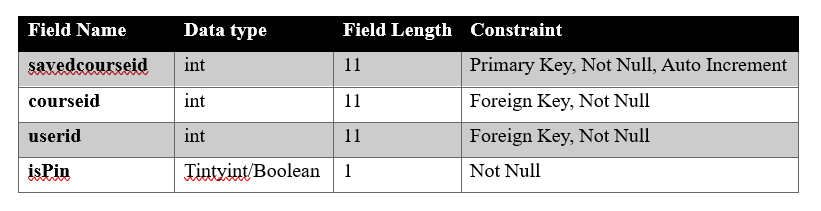 Field Name Data type Field Length Constraint
savedcourseid int 11 Primary Key, Not Null, Auto Increment
courseid int 11 Foreign Key, Not Null
userid int 11 Foreign Key, Not Null
isPin Tintyint/Boolean 1 Not Null